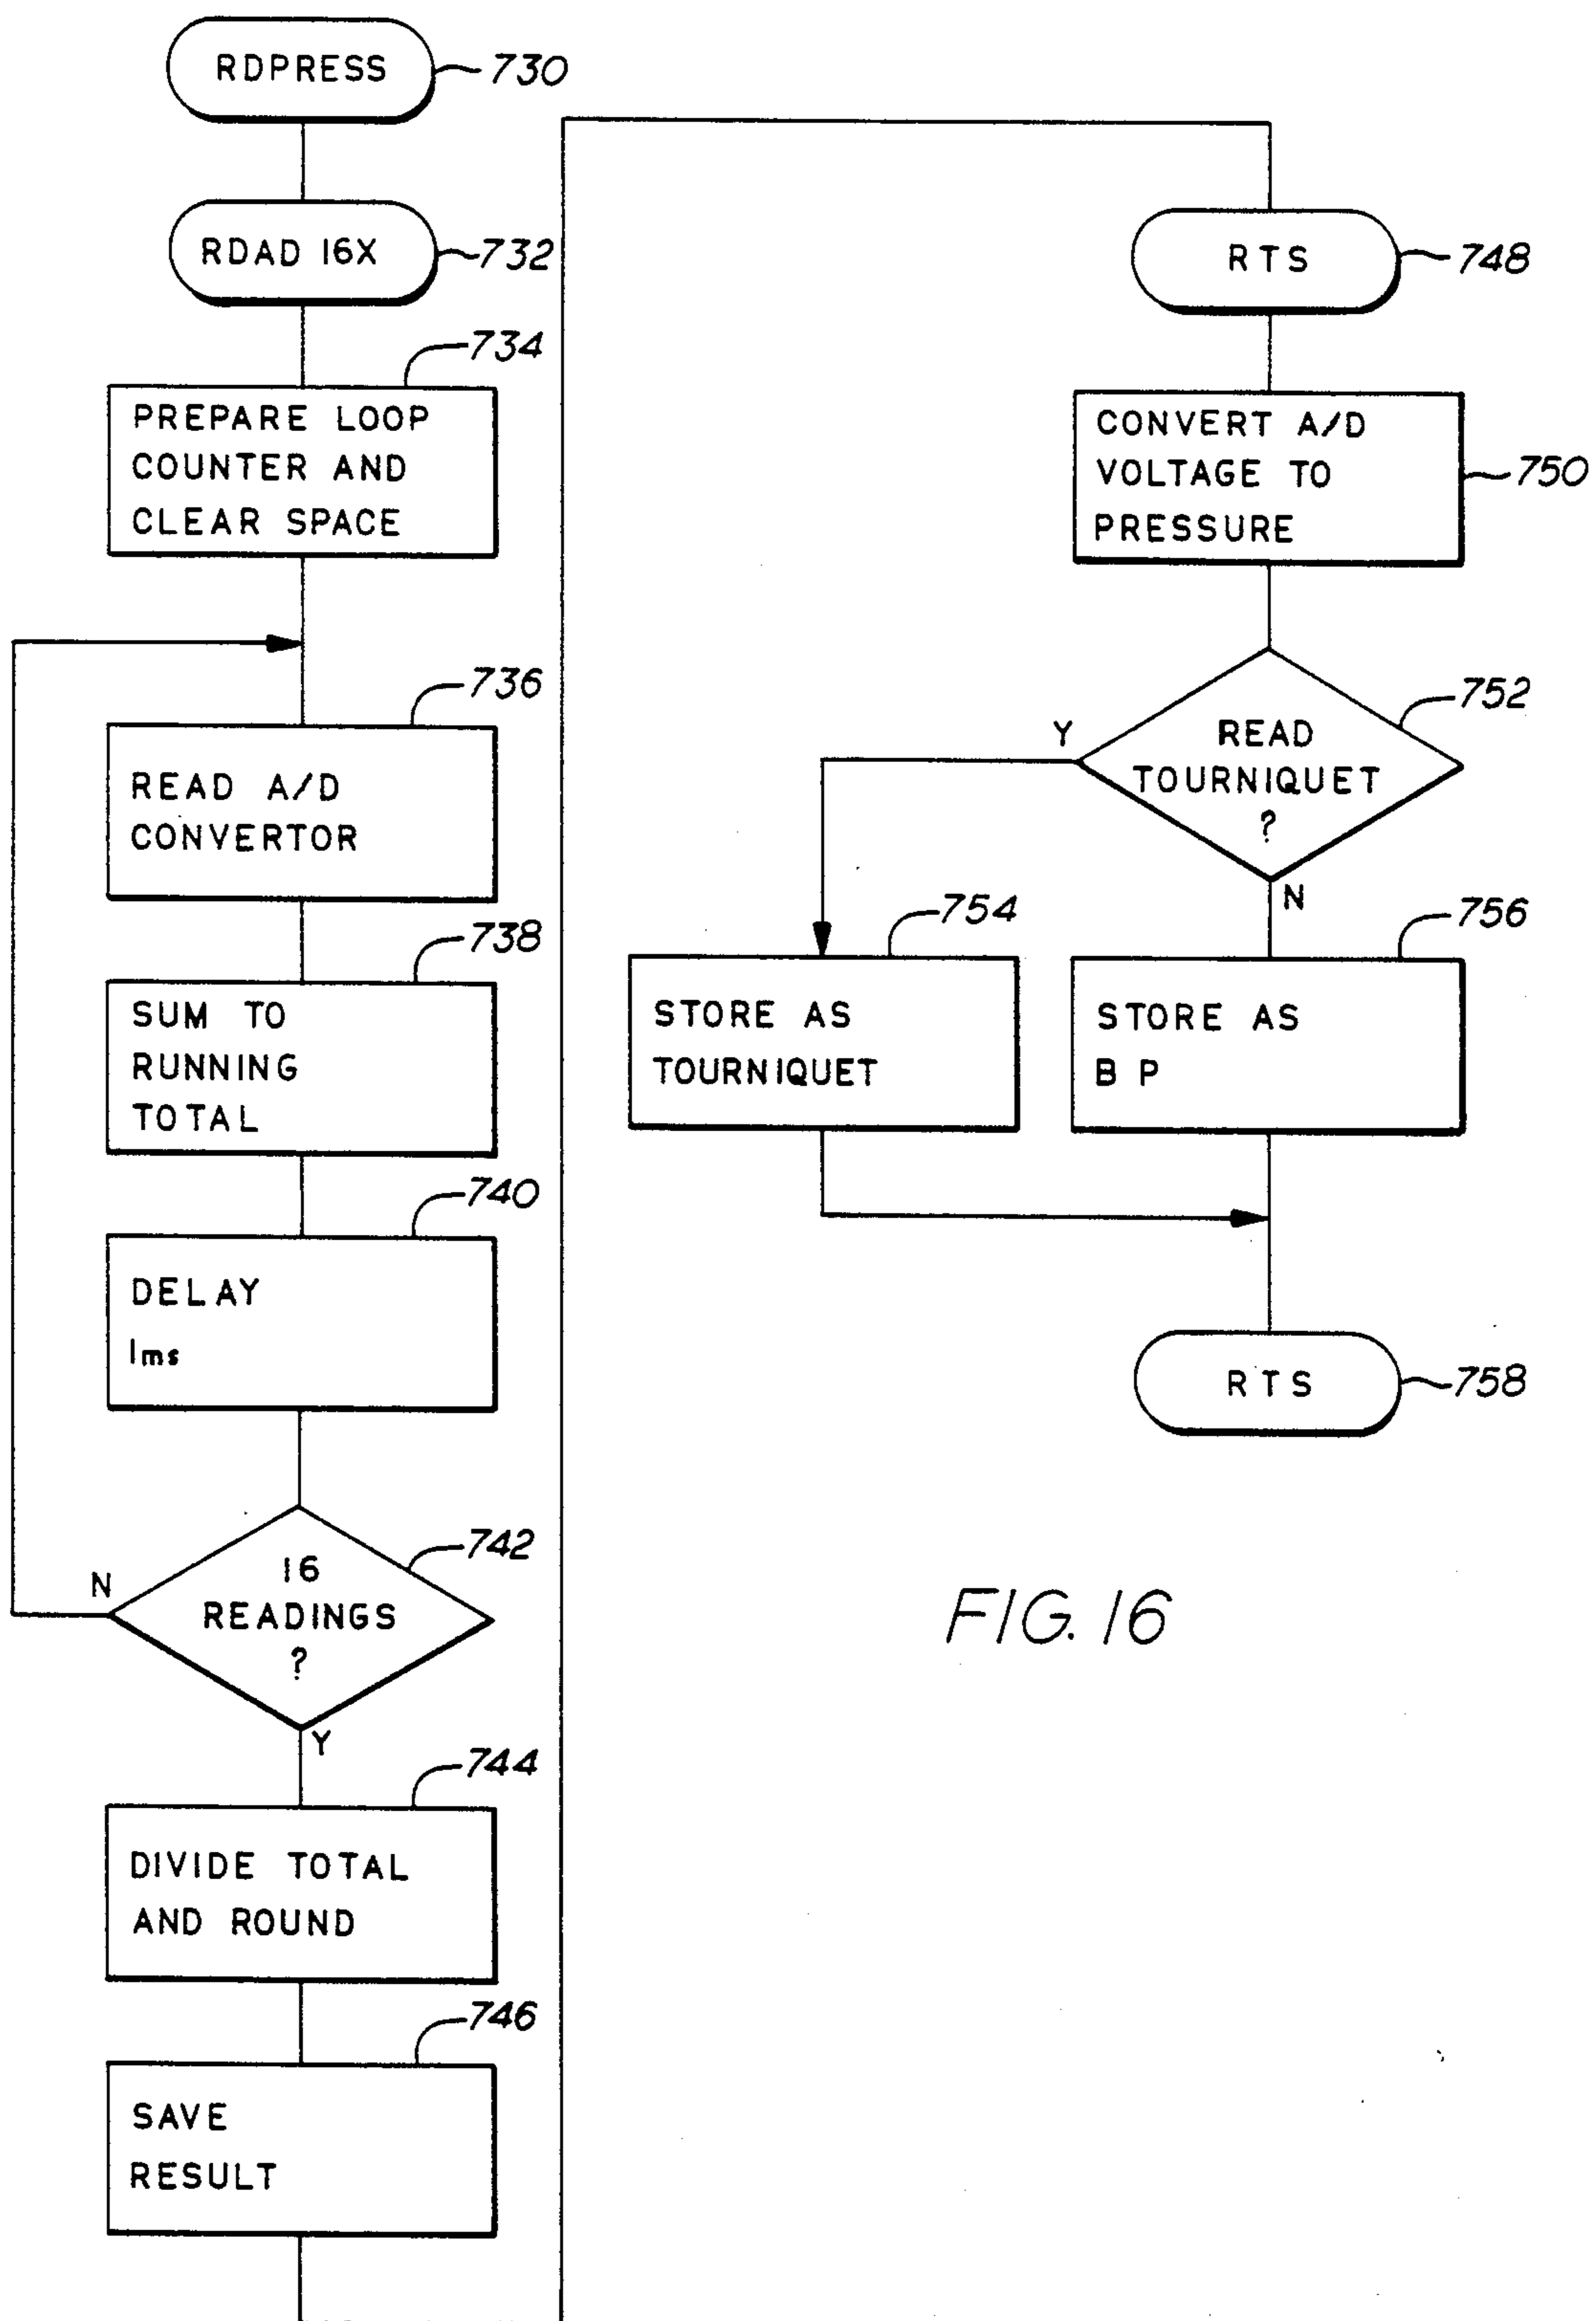 RDPRESS
730
RDAD 16X
732
734
PREPARE LOOP
COUNTER AND
CLEAR SPACE
736
READ A/D
CONVERTOR
738
SUM TO
RUNNING
TOTAL
740
DELAY
1ms
742
16
READINGS
?
N
Y
744
DIVIDE TOTAL
AND ROUND
746
SAVE
RESULT
RTS
748
CONVERT A/D
VOLTAGE TO
PRESSURE
750
752
READ
TOURNIQUET
?
Y
N
754
STORE AS
TOURNIQUET
756
STORE AS
B P
RTS
758
FIG. 16